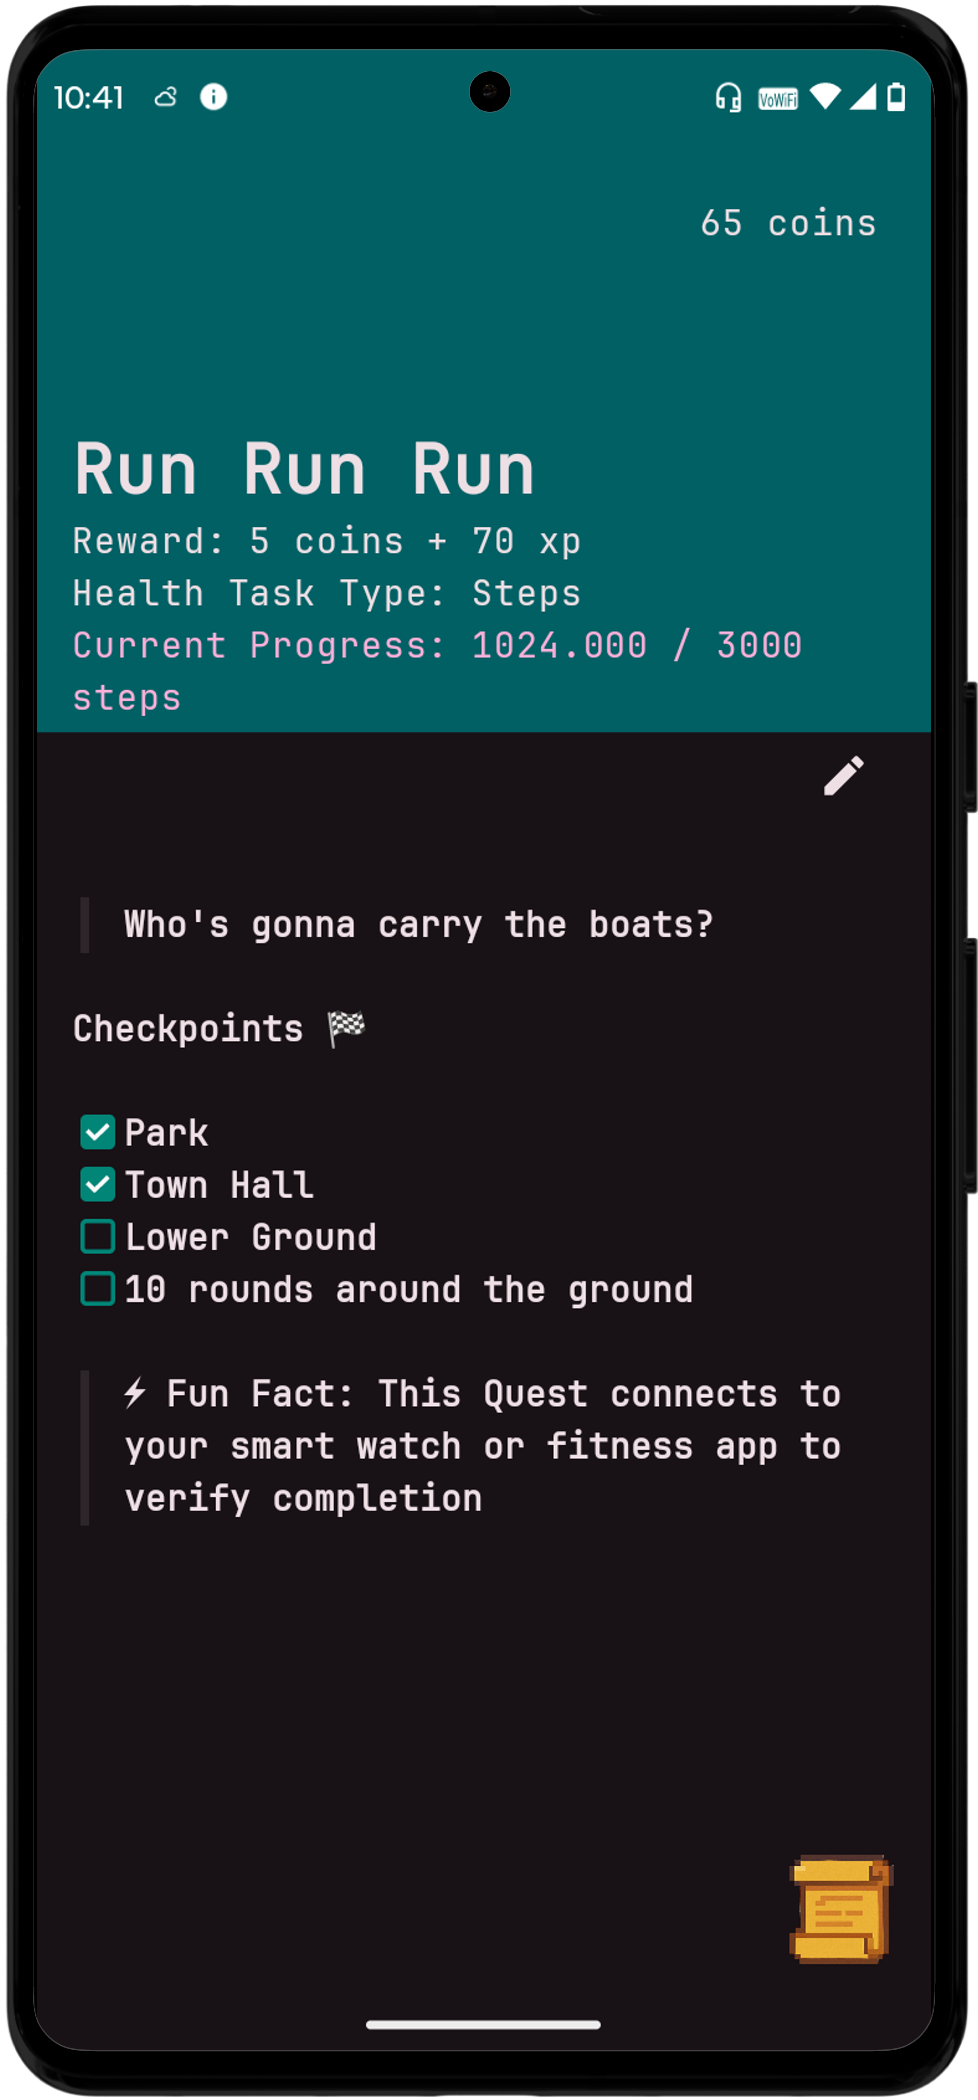 10:41
VoWiFi
65 coins
Run Run Run
Reward: 5 coins + 70 xp
Health Task Type: Steps
Current Progress: 1024.000 / 3000
steps
Who's gonna carry the boats?
Checkpoints 🏁
Park
Town Hall
Lower Ground
10 rounds around the ground
⚡ Fun Fact: This Quest connects to
your smart watch or fitness app to
verify completion